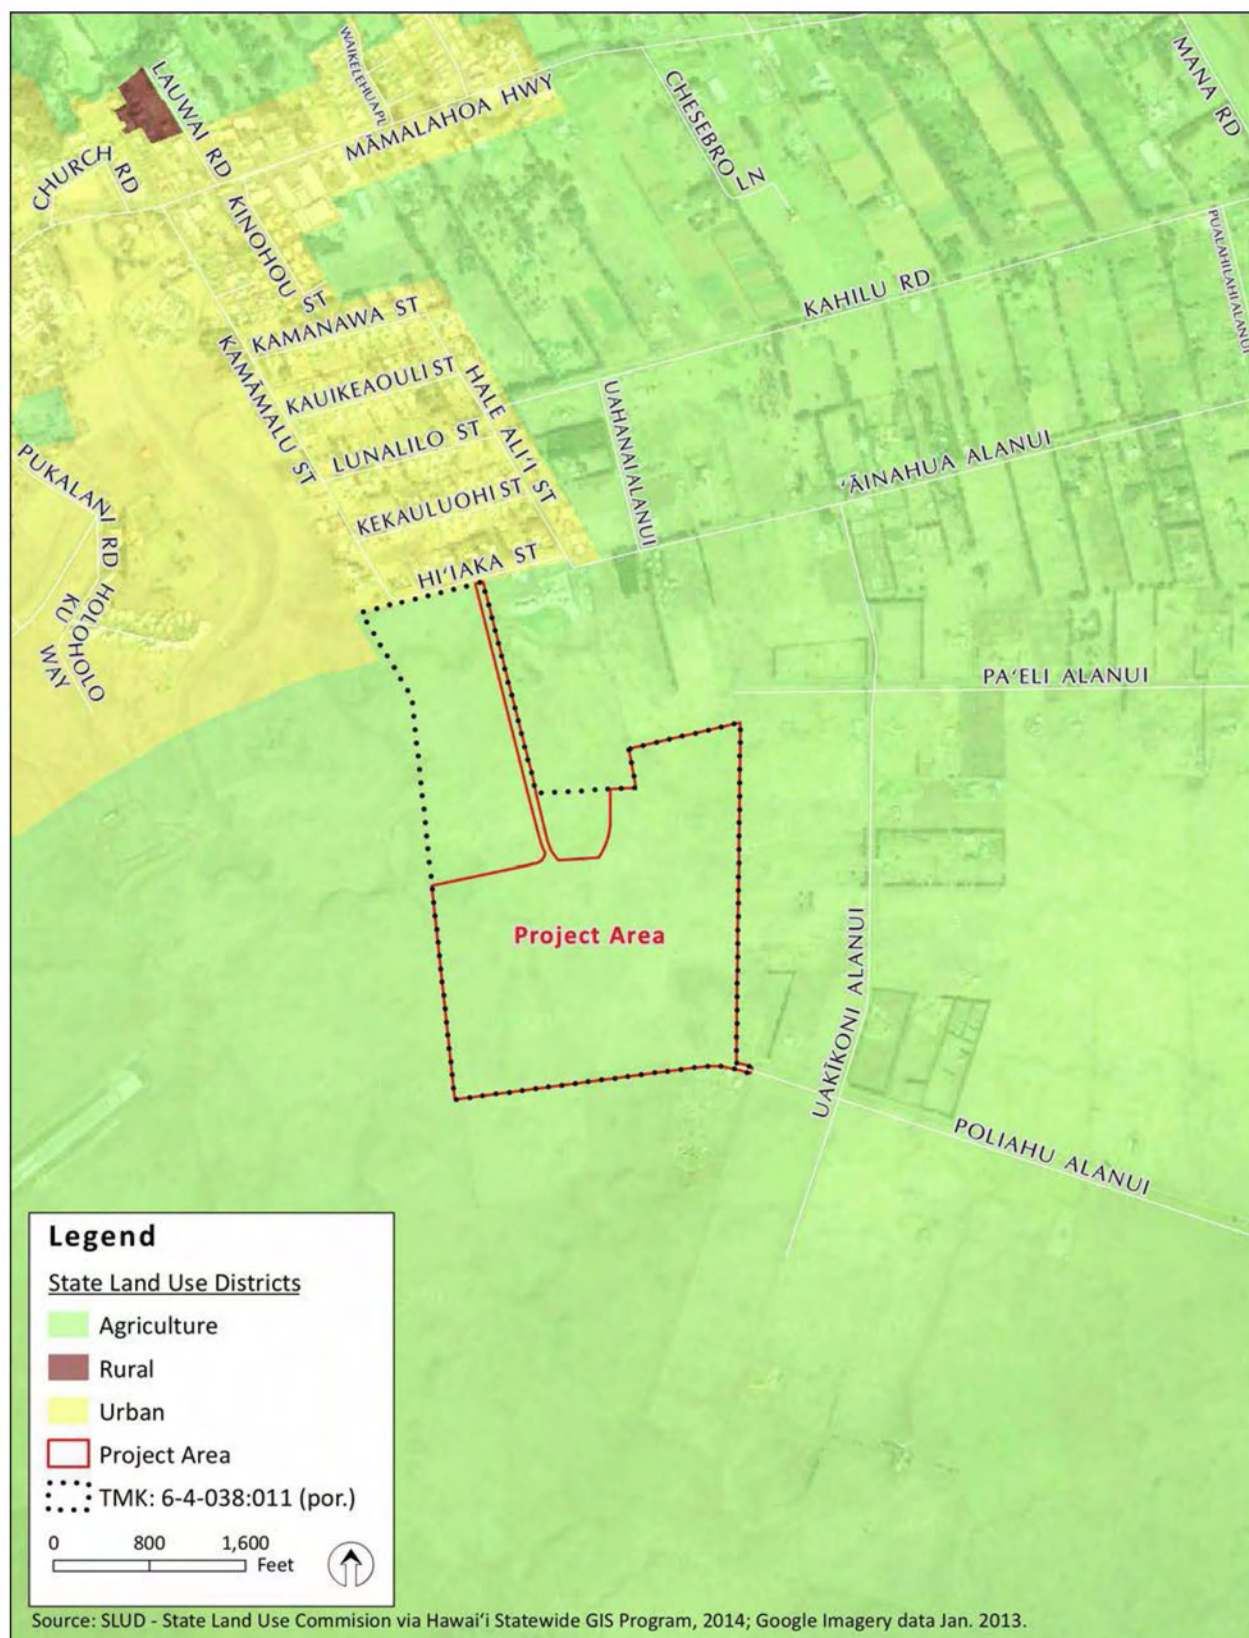 WAIKELEHUA PL
MANA RD
LAUWAI RD
MĀMALAHOA HWY
CHESEBRO LN
CHURCH RD
KINOHOU ST
PUALAHILAHI ALANUI
KAHILU RD
KAMANAWA ST
KAMĀMALU ST
KAUIKEAOULI ST
HALE ALI‘I ST
UAHANAI ALANUI
LUNALILO ST
‘ĀINAHUA ALANUI
PUKALANI RD
KEKAULUOHI ST
HI‘IAKA ST
HOLOHOLO
KU
WAY
PA‘ELI ALANUI
Project Area
UAKĪKONI ALANUI
POLIAHU ALANUI
Legend
State Land Use Districts
Agriculture
Rural
Urban
Project Area
TMK: 6-4-038:011 (por.)
0 800 1,600
Feet
Source: SLUD - State Land Use Commision via Hawai‘i Statewide GIS Program, 2014; Google Imagery data Jan. 2013.